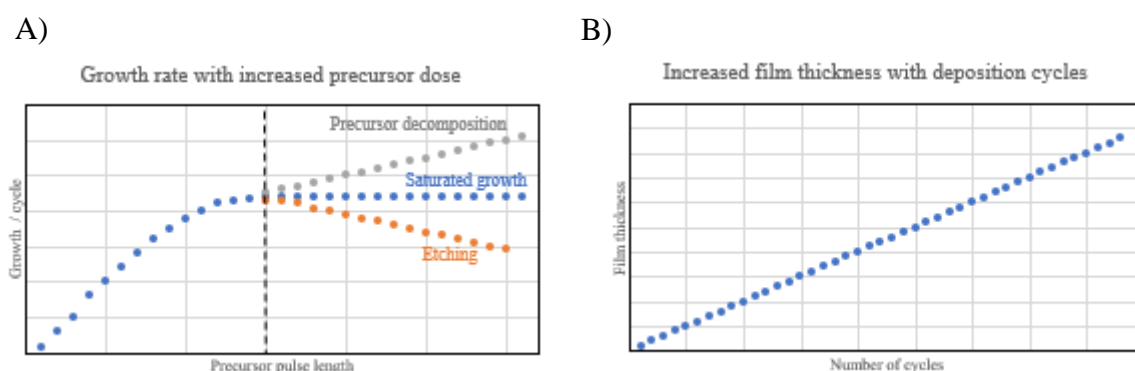 A)
B)
Growth rate with increased precursor dose
Precursor decomposition
Saturated growth
Etching
Growth / cycle
Precursor pulse length
Increased film thickness with deposition cycles
Film thickness
Number of cycles